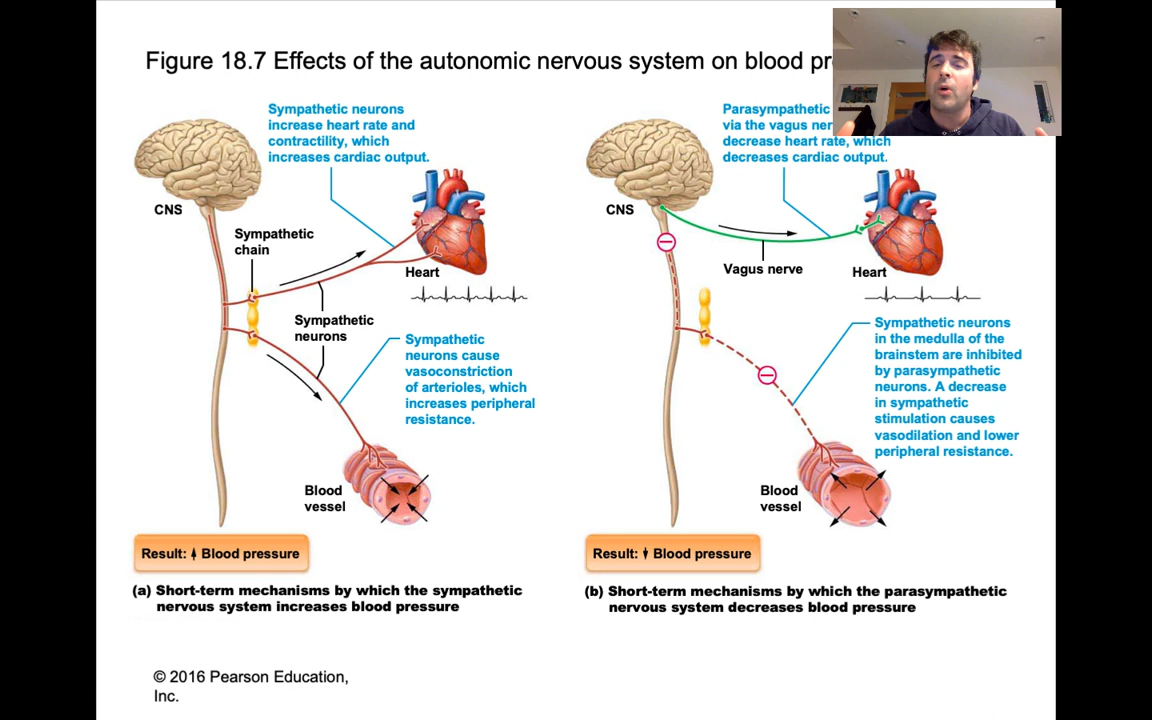 Figure 18.7 Effects of the autonomic nervous system on blood
Sympathetic neurons
increase heart rate and
contractility, which
increases cardiac output.
CNS
Sympathetic
chain
Heart
Sympathetic
neurons
Sympathetic
neurons cause
vasoconstriction
of arterioles, which
increases peripheral
resistance.
Blood
vessel
Result: ↑ Blood pressure
(a) Short-term mechanisms by which the sympathetic
nervous system increases blood pressure
Parasympathetic
via the vagus
decrease heart rate, which
decreases cardiac output.
CNS
Vagus nerve
Heart
Sympathetic neurons
in the medulla of the
brainstem are inhibited
by parasympathetic
neurons. A decrease
in sympathetic
stimulation causes
vasodilation and lower
peripheral resistance.
Blood
vessel
Result: ↓ Blood pressure
(b) Short-term mechanisms by which the parasympathetic
nervous system decreases blood pressure
© 2016 Pearson Education,
Inc.